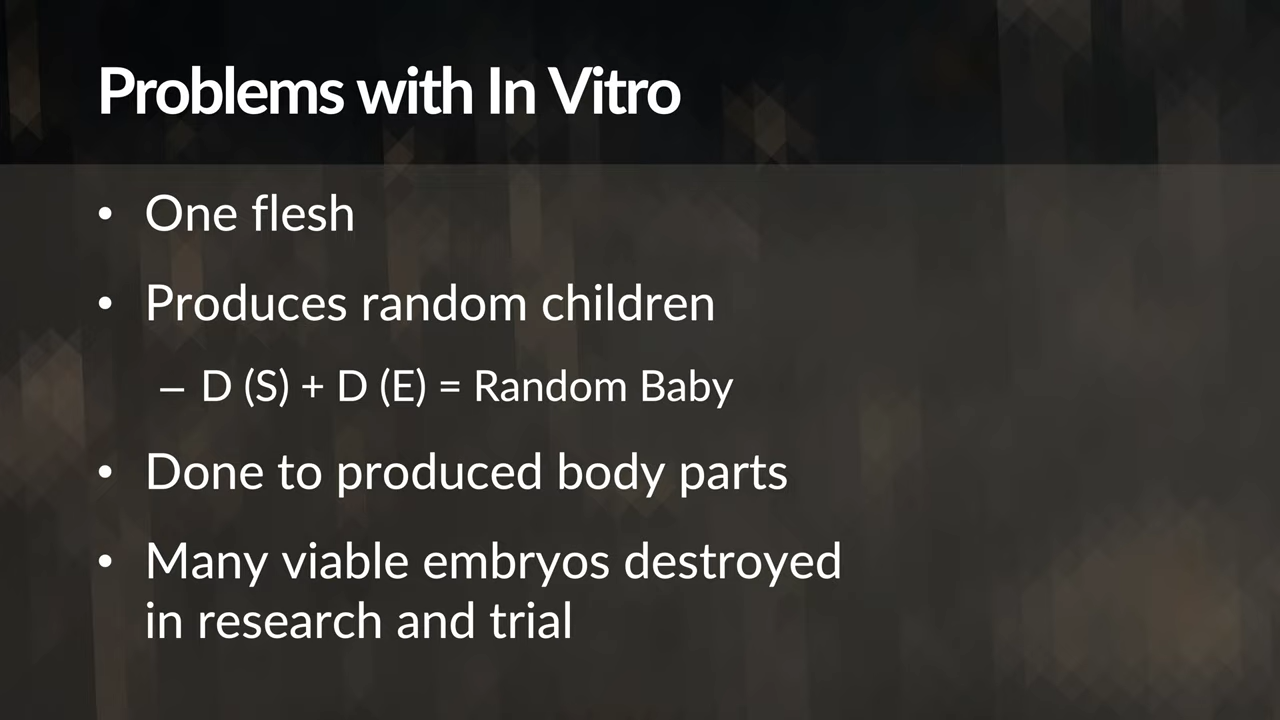 Problems with In Vitro
• One flesh
• Produces random children
– D (S) + D (E) = Random Baby
• Done to produced body parts
• Many viable embryos destroyed
in research and trial